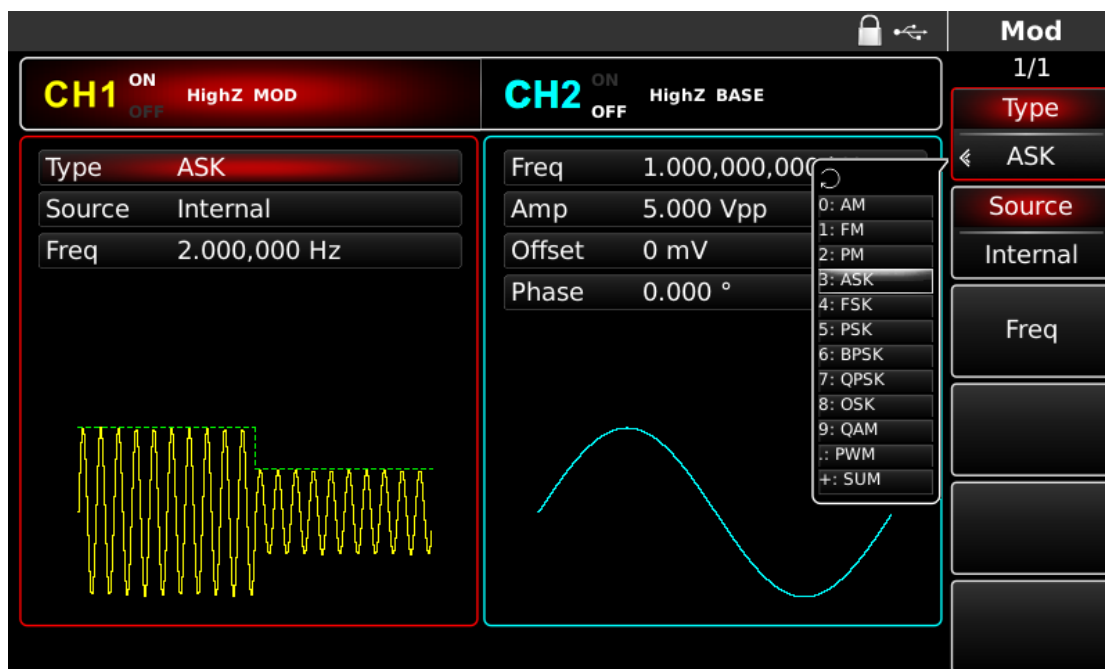 Mod
1/1
CH1 ON OFF HighZ MOD
CH2 ON OFF HighZ BASE
Type ASK
Source Internal
Freq 2.000,000 Hz
Freq 1.000,000,000
Amp 5.000 Vpp
Offset 0 mV
Phase 0.000 °
0: AM
1: FM
2: PM
3: ASK
4: FSK
5: PSK
6: BPSK
7: QPSK
8: OSK
9: QAM
.: PWM
+: SUM
Type
ASK
Source
Internal
Freq